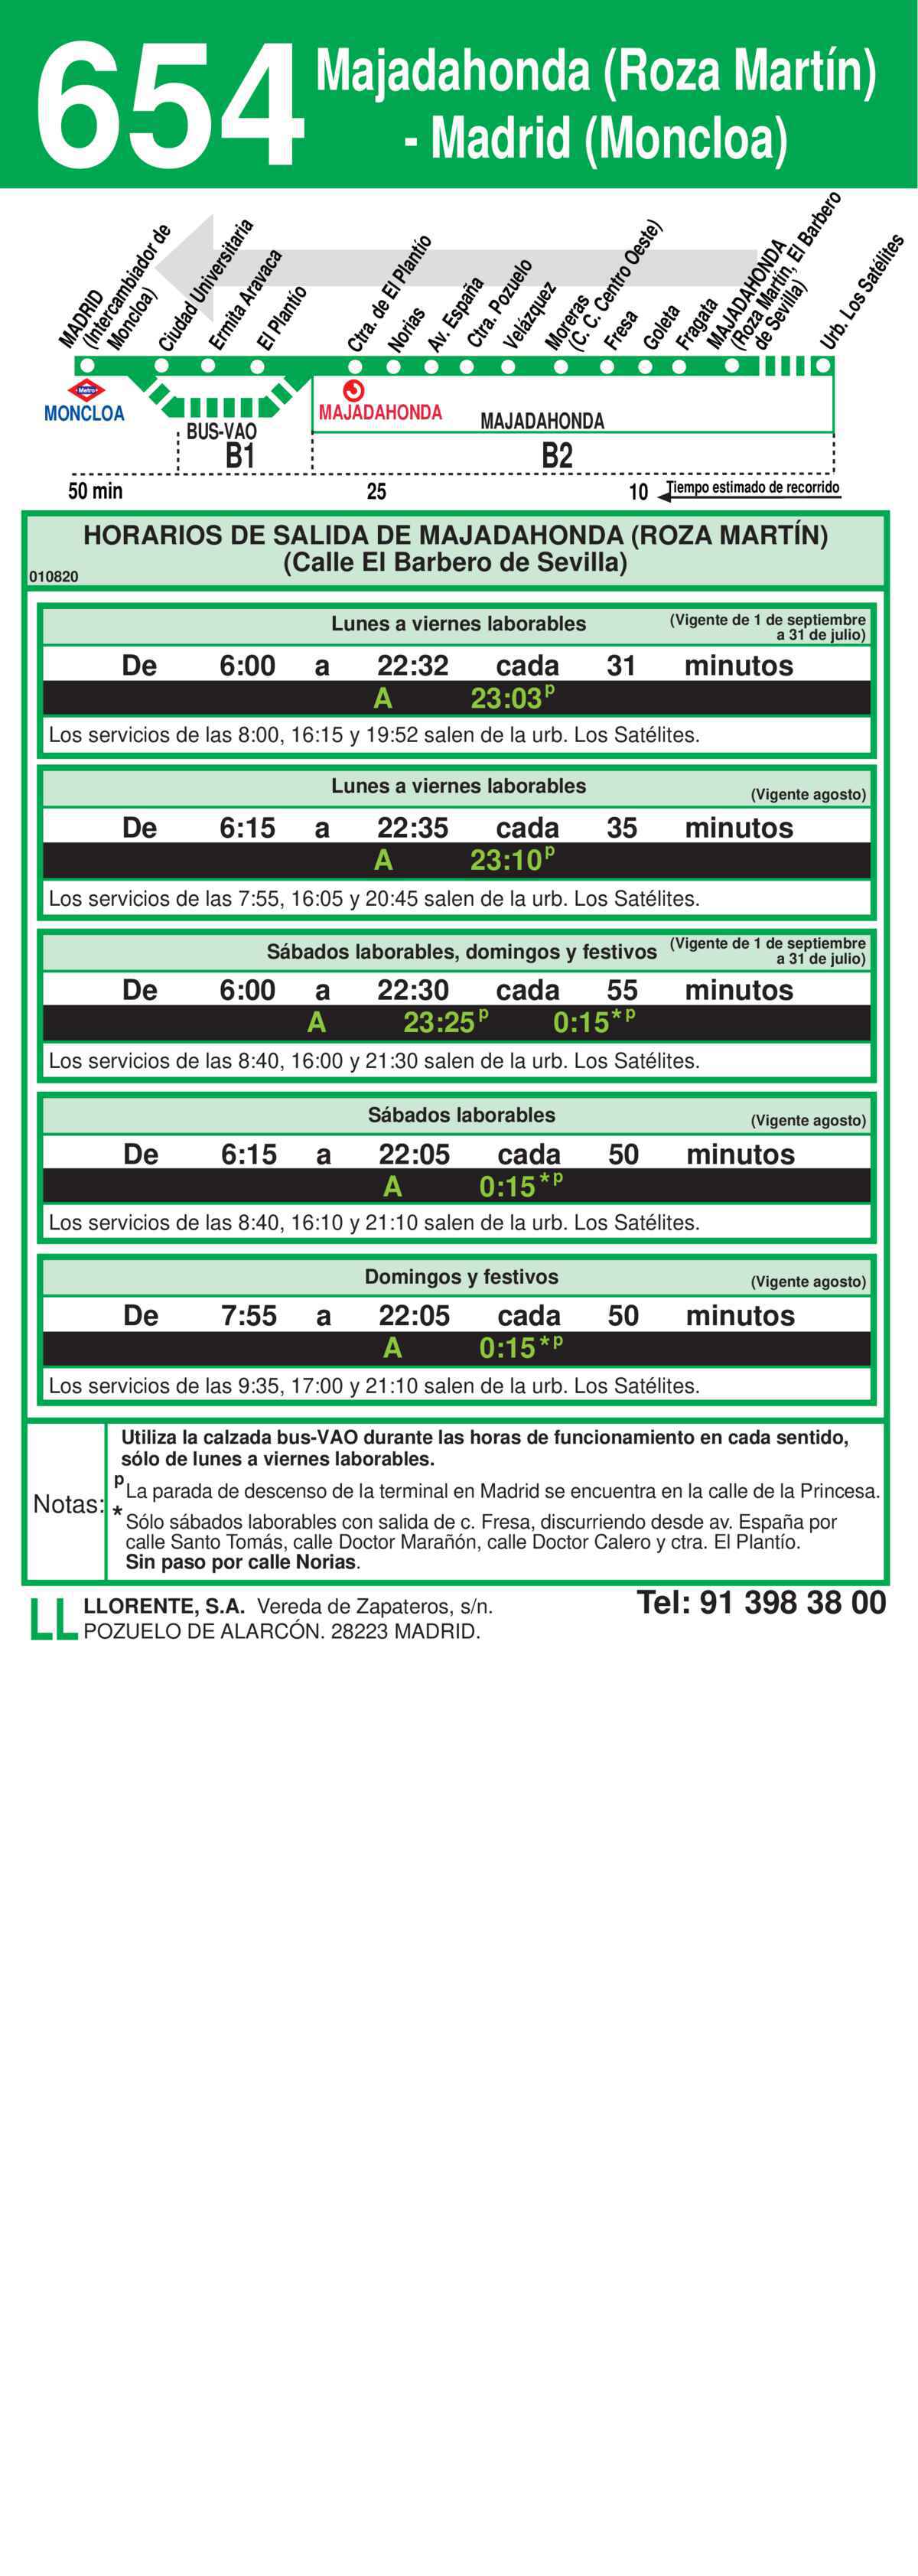 654
Majadahonda (Roza Martín)
- Madrid (Moncloa)
MADRID
(Intercambiador de
Moncloa)
Ciudad Universitaria
Ermita Aravaca
El Plantío
Ctra. de El Plantío
Norias
Av. España
Ctra. Pozuelo
Velázquez
Moreras
(C. C. Centro Oeste)
Fresa
Goleta
Fragata
MAJADAHONDA
(Roza Martín, El Barbero
de Sevilla)
Urb. Los Satélites
Metro
MONCLOA
BUS-VAO
MAJADAHONDA
MAJADAHONDA
B1
B2
50 min
25
10
Tiempo estimado de recorrido
HORARIOS DE SALIDA DE MAJADAHONDA (ROZA MARTÍN)
(Calle El Barbero de Sevilla)
010820
Lunes a viernes laborables
(Vigente de 1 de septiembre
a 31 de julio)
De 6:00 a 22:32 cada 31 minutos
A 23:03 p
Los servicios de las 8:00, 16:15 y 19:52 salen de la urb. Los Satélites.
Lunes a viernes laborables
(Vigente agosto)
De 6:15 a 22:35 cada 35 minutos
A 23:10 p
Los servicios de las 7:55, 16:05 y 20:45 salen de la urb. Los Satélites.
Sábados laborables, domingos y festivos
(Vigente de 1 de septiembre
a 31 de julio)
De 6:00 a 22:30 cada 55 minutos
A 23:25 p 0:15*p
Los servicios de las 8:40, 16:00 y 21:30 salen de la urb. Los Satélites.
Sábados laborables
(Vigente agosto)
De 6:15 a 22:05 cada 50 minutos
A 0:15*p
Los servicios de las 8:40, 16:10 y 21:10 salen de la urb. Los Satélites.
Domingos y festivos
(Vigente agosto)
De 7:55 a 22:05 cada 50 minutos
A 0:15*p
Los servicios de las 9:35, 17:00 y 21:10 salen de la urb. Los Satélites.
Notas:
Utiliza la calzada bus-VAO durante las horas de funcionamiento en cada sentido,
sólo de lunes a viernes laborables.
p La parada de descenso de la terminal en Madrid se encuentra en la calle de la Princesa.
* Sólo sábados laborables con salida de c. Fresa, discurriendo desde av. España por
calle Santo Tomás, calle Doctor Marañón, calle Doctor Calero y ctra. El Plantío.
Sin paso por calle Norias.
LL
LLORENTE, S.A. Vereda de Zapateros, s/n.
POZUELO DE ALARCÓN. 28223 MADRID.
Tel: 91 398 38 00